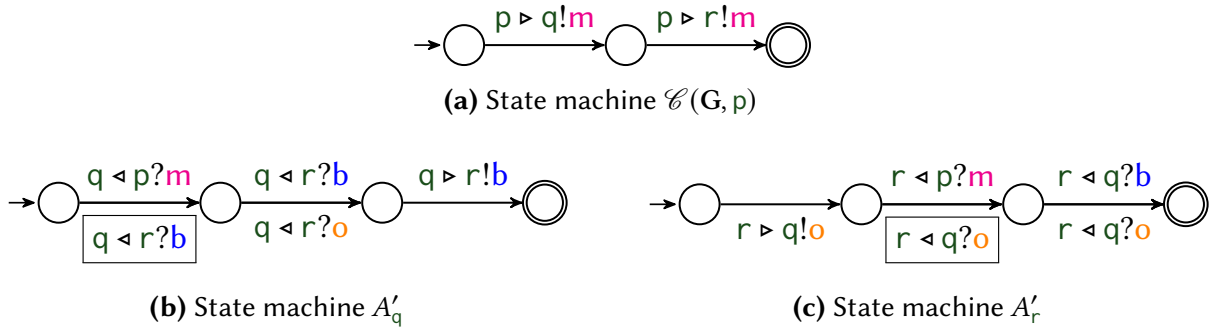 p ▹ q!m p ▹ r!m
(a) State machine 𝒞(G, p)
q ◃ p?m q ◃ r?b q ▹ r!b
q ◃ r?b q ◃ r?o
(b) State machine A′q
r ◃ p?m r ◃ q?b
r ▹ q!o r ◃ q?o r ◃ q?o
(c) State machine A′r